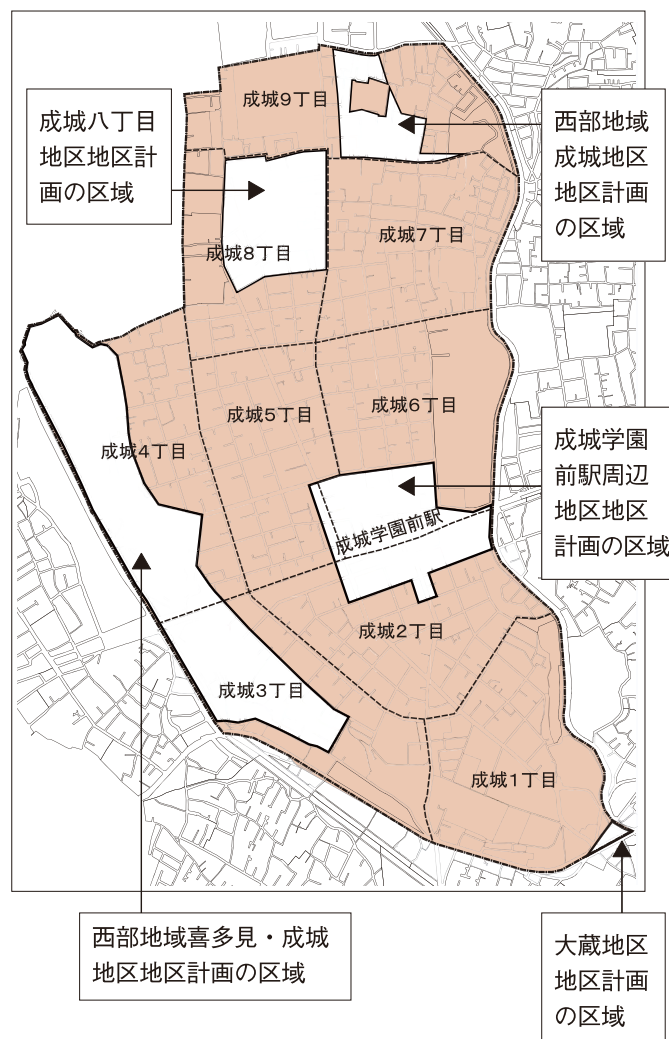 成城9丁目
成城八丁目
地区地区計
画の区域
西部地域
成城地区
地区計画
の区域
成城7丁目
成城8丁目
成城6丁目
成城5丁目
成城4丁目
成城学園
前駅周辺
地区地区
計画の区域
成城学園前駅
成城2丁目
成城3丁目
成城1丁目
西部地域喜多見・成城
地区地区計画の区域
大蔵地区
地区計画
の区域